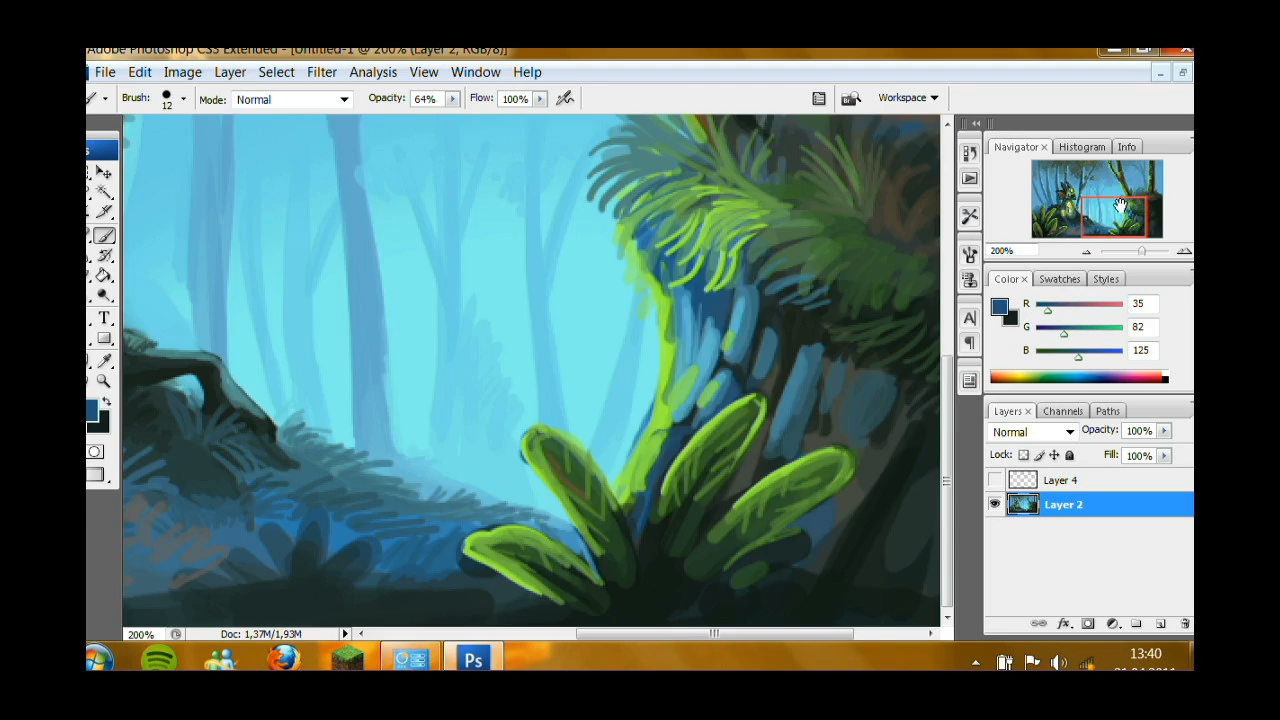 Adobe Photoshop CS3 Extended - [Untitled-1 @ 200% (Layer 2, RGB/8)]
File Edit Image Layer Select Filter Analysis View Window Help
Brush: 12 Mode: Normal Opacity: 64% Flow: 100% Br Workspace
Navigator x Histogram Info
200%
Color x Swatches Styles
R 35
G 82
B 125
Layers x Channels Paths
Normal Opacity: 100%
Lock: Fill: 100%
Layer 4
Layer 2
200% Doc: 1,37M/1,93M
Ps
13:40